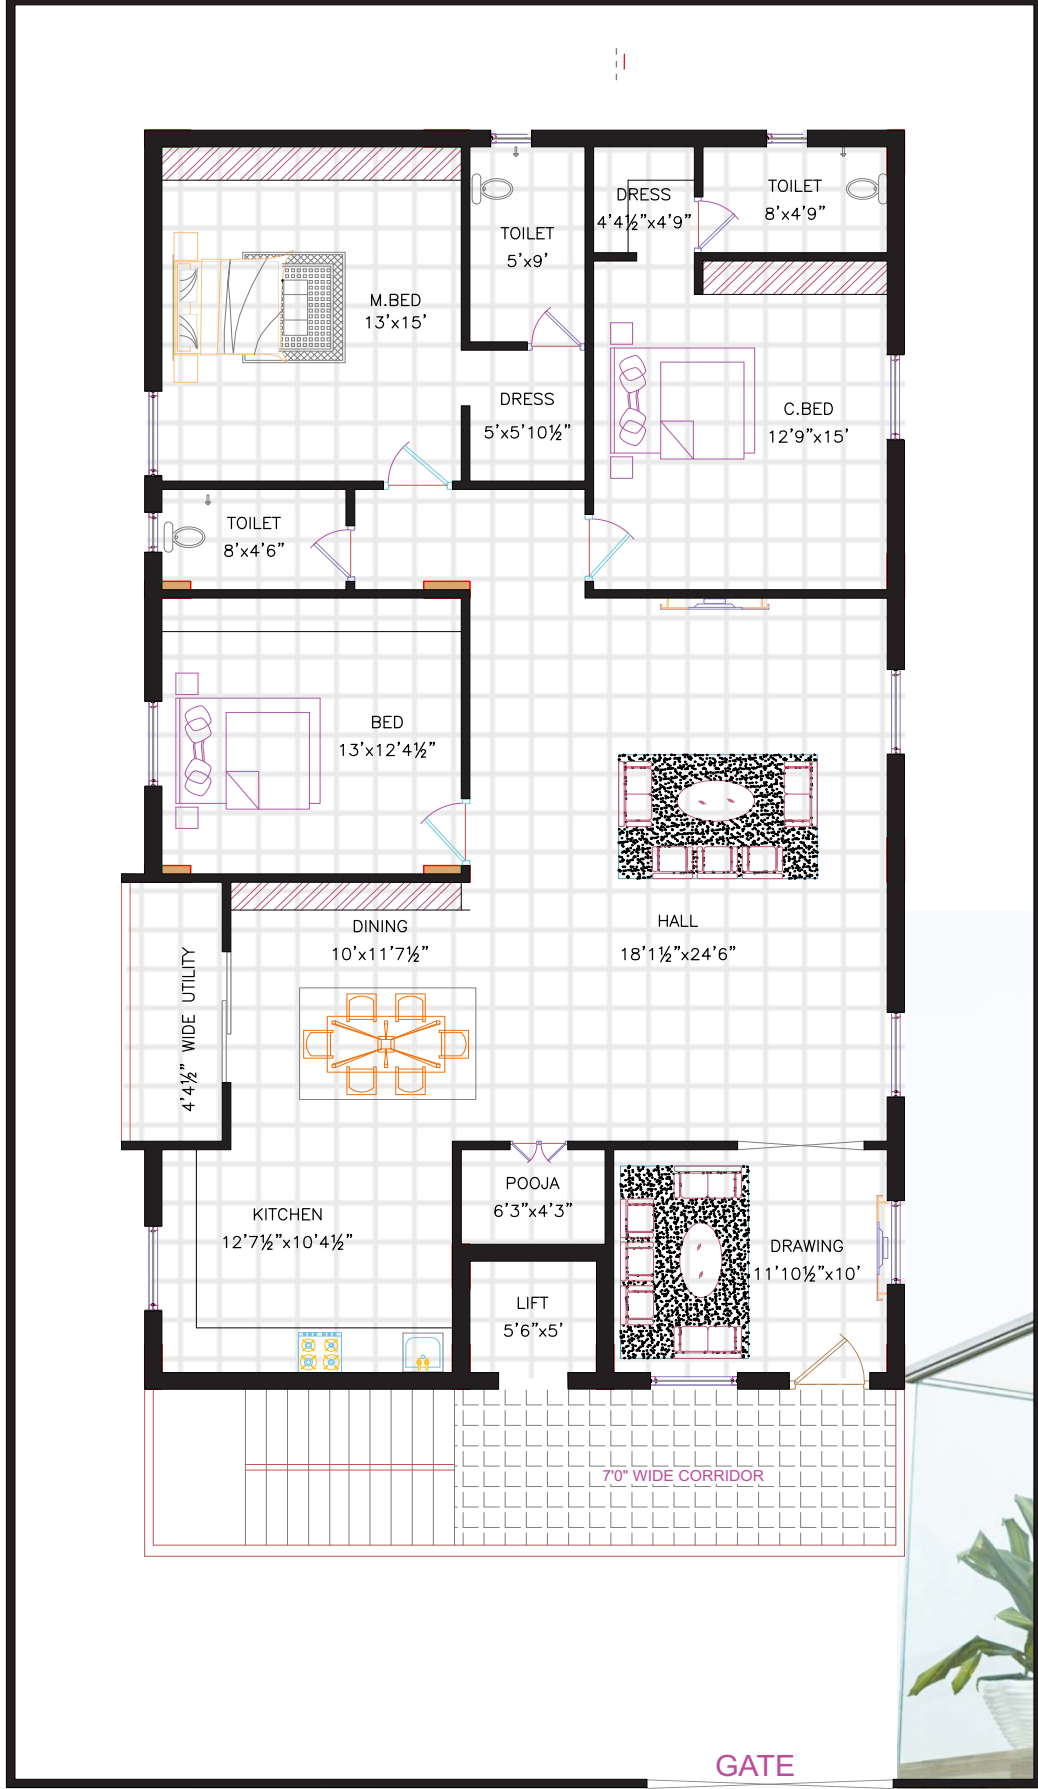 TOILET
5'x9'
DRESS
4'4½"x4'9"
TOILET
8'x4'9"
M.BED
13'x15'
DRESS
5'x5'10½"
C.BED
12'9"x15'
TOILET
8'x4'6"
BED
13'x12'4½"
DINING
10'x11'7½"
HALL
18'1½"x24'6"
4'4½" WIDE UTILITY
POOJA
6'3"x4'3"
KITCHEN
12'7½"x10'4½"
DRAWING
11'10½"x10'
LIFT
5'6"x5'
7'0" WIDE CORRIDOR
GATE